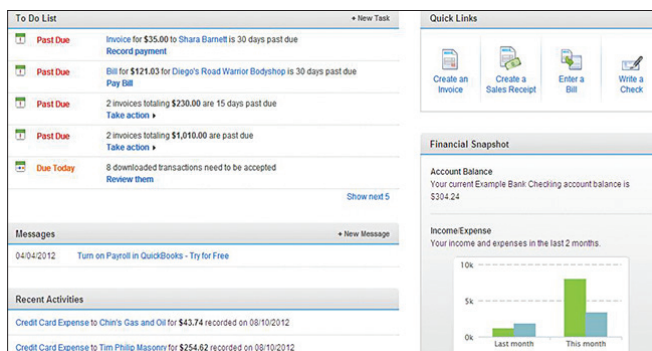 To Do List
+ New Task
Past Due
Invoice for $35.00 to Shara Barnett is 30 days past due
Record payment
Past Due
Bill for $121.03 for Diego's Road Warrior Bodyshop is 30 days past due
Pay Bill
Past Due
2 invoices totaling $230.00 are 15 days past due
Take action
Past Due
2 invoices totaling $1,010.00 are past due
Take action
Due Today
8 downloaded transactions need to be accepted
Review them
Show next 5
Messages
+ New Message
04/04/2012 Turn on Payroll in QuickBooks - Try for Free
Recent Activities
Credit Card Expense to Chin's Gas and Oil for $43.74 recorded on 08/10/2012
Credit Card Expense to Tim Philip Masonry for $254.62 recorded on 08/10/2012
Quick Links
Create an
Invoice
Create a
Sales Receipt
Enter a
Bill
Write a
Check
Financial Snapshot
Account Balance
Your current Example Bank Checking account balance is
$304.24
Income/Expense
Your income and expenses in the last 2 months.
10k
5k
0k
Last month
This month